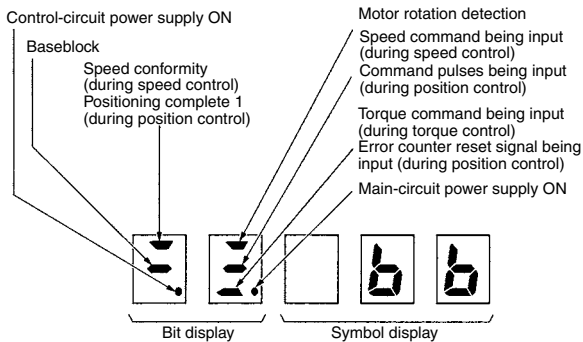 Control-circuit power supply ON
Baseblock
Speed conformity
(during speed control)
Positioning complete 1
(during position control)
Motor rotation detection
Speed command being input
(during speed control)
Command pulses being input
(during position control)
Torque command being input
(during torque control)
Error counter reset signal being
input (during position control)
Main-circuit power supply ON
b b
Bit display
Symbol display